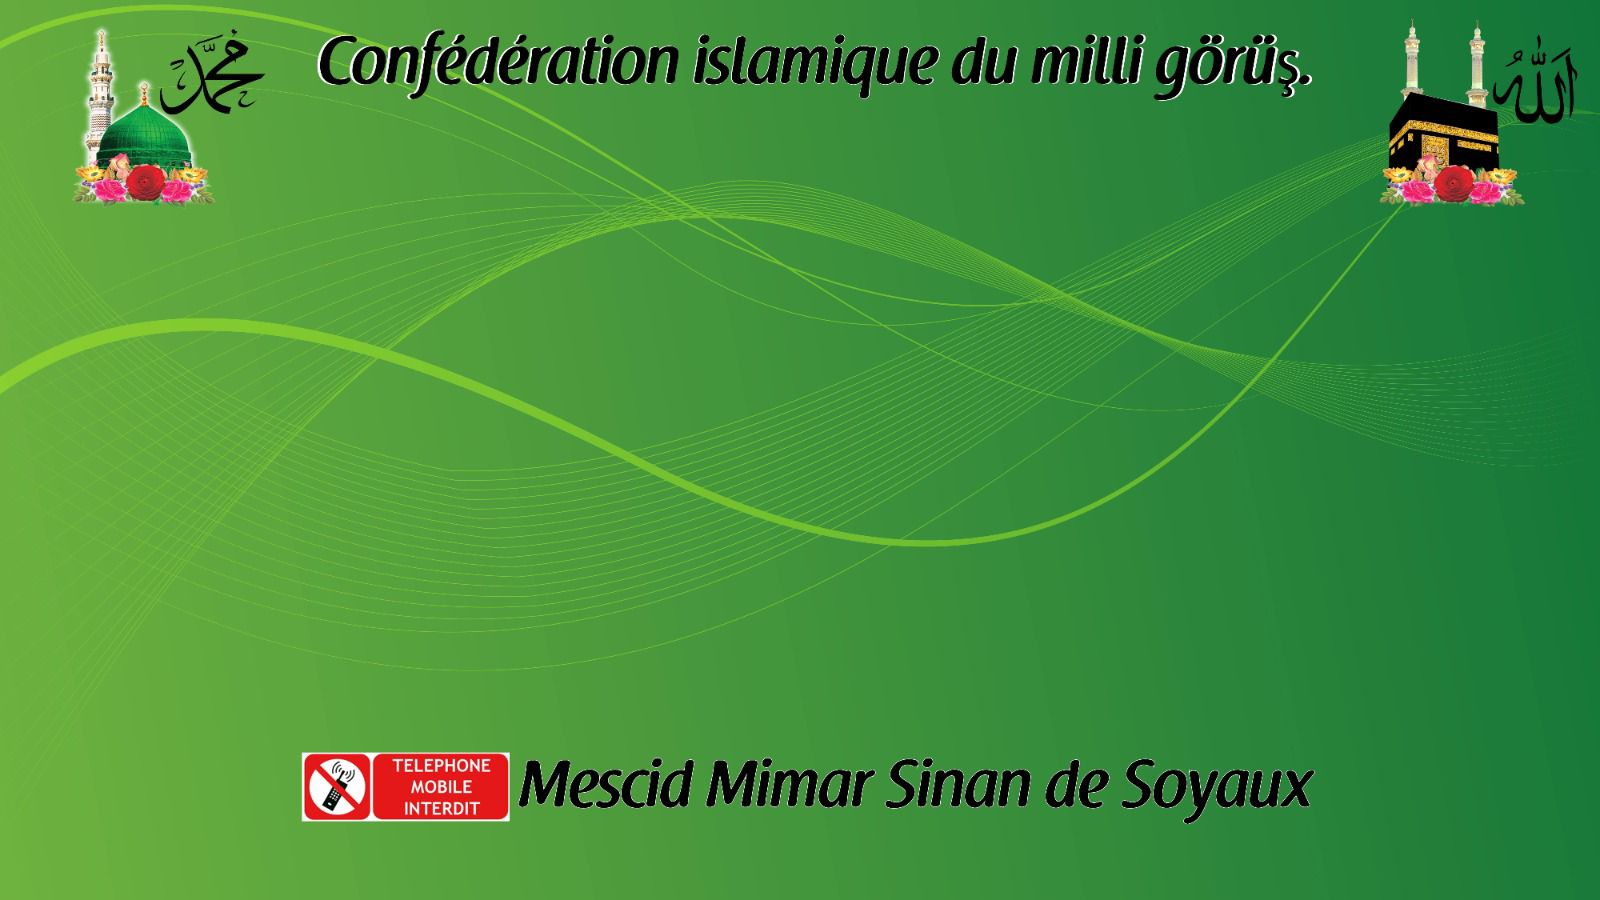 محمد
Confédération islamique du milli görüş.
الله
TELEPHONE
MOBILE
INTERDIT
Mescid Mimar Sinan de Soyaux